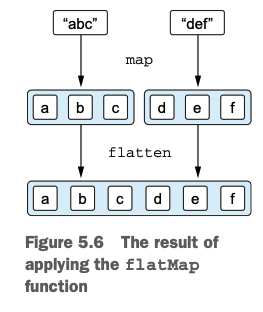 “abc” “def”
map
a b c d e f
flatten
a b c d e f
Figure 5.6 The result of
applying the flatMap
function